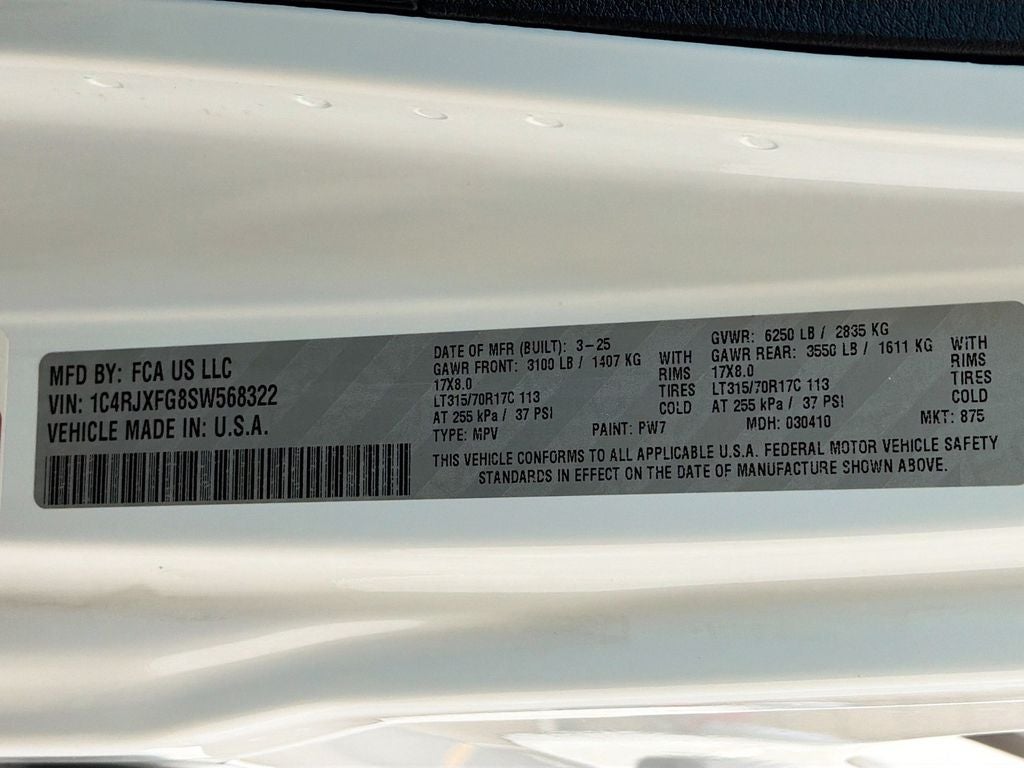 MFD BY: FCA US LLC
VIN: 1C4RJXFG8SW568322
VEHICLE MADE IN: U.S.A.
DATE OF MFR (BUILT): 3-25
GAWR FRONT: 3100 LB / 1407 KG
17X8.0
LT315/70R17C 113
AT 255 kPa / 37 PSI
WITH
RIMS
TIRES
COLD
TYPE: MPV
PAINT: PW7
GVWR: 6250 LB / 2835 KG
GAWR REAR: 3550 LB / 1611 KG
17X8.0
LT315/70R17C 113
AT 255 kPa / 37 PSI
WITH
RIMS
TIRES
COLD
MDH: 030410
MKT: 875
THIS VEHICLE CONFORMS TO ALL APPLICABLE U.S.A. FEDERAL MOTOR VEHICLE SAFETY
STANDARDS IN EFFECT ON THE DATE OF MANUFACTURE SHOWN ABOVE.